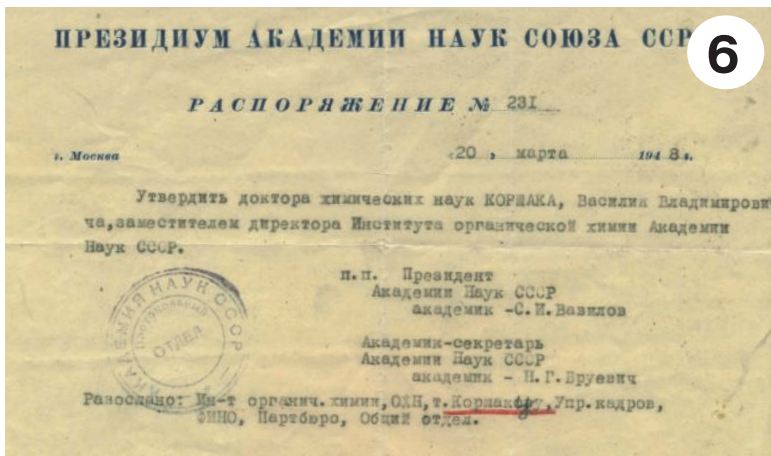 ПРЕЗИДИУМ АКАДЕМИИ НАУК СОЮЗА ССР
6
РАСПОРЯЖЕНИЕ № 231
г. Москва «20» марта 1948 г.
Утвердить доктора химических наук КОРШАКА, Василия Владимирови
ча, заместителем директора Института органической химии Академии
Наук СССР.
п.п. Президент
Академии Наук СССР
академик -С.И.Вавилов
АКАДЕМИЯ НАУК СССР
Протокольный
ОТДЕЛ
Академик-секретарь
Академии Наук СССР
академик - Н.Г.Бруевич
Разослано: Ин-т органич.химии,ОХН,т.Коршаку,Упр.кадров,
ФИНО, Партбюро, Общий отдел.